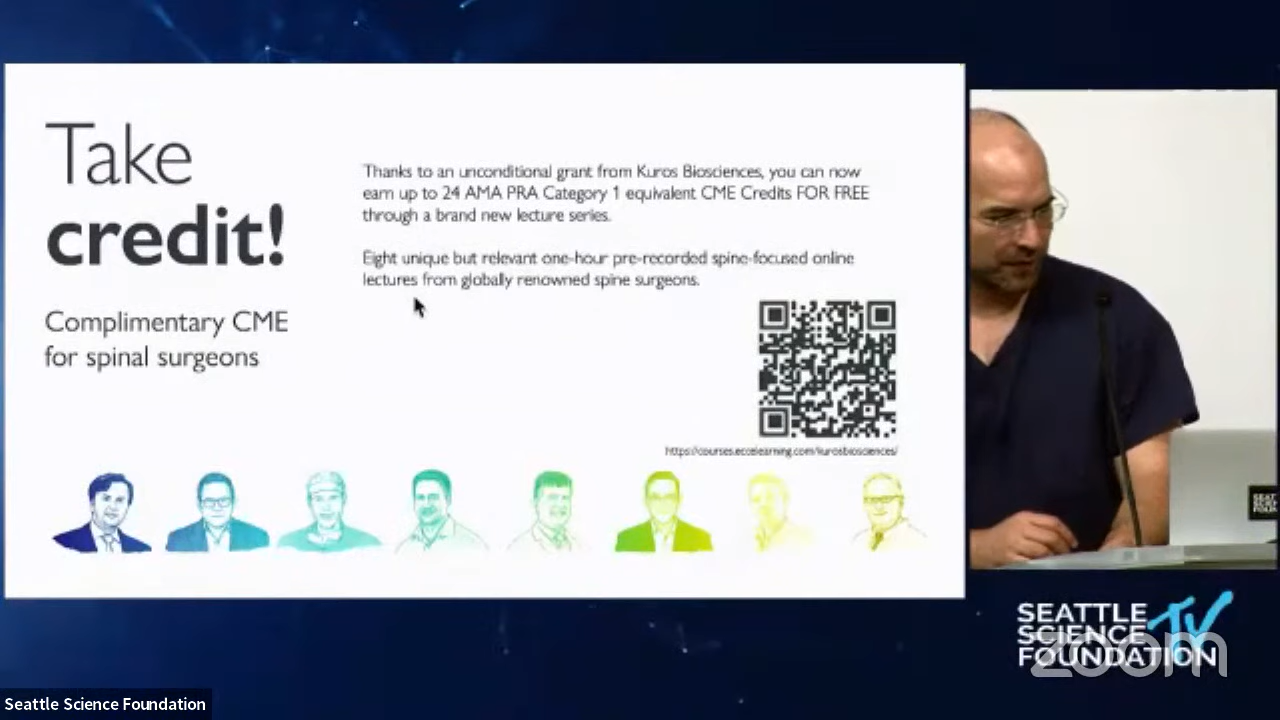 Take
credit!
Complimentary CME
for spinal surgeons
Thanks to an unconditional grant from Kuros Biosciences, you can now
earn up to 24 AMA PRA Category 1 equivalent CME Credits FOR FREE
through a brand new lecture series.
Eight unique but relevant one-hour pre-recorded spine-focused online
lectures from globally renowned spine surgeons.
https://courses.eccelearning.com/kurosbiosciences/
SEATTLE
SCIENCE
FOUNDATION
TV
zoom
Seattle Science Foundation